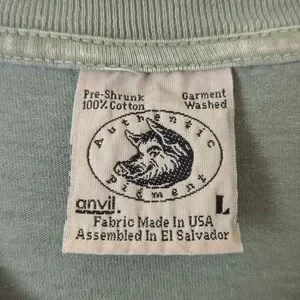 Pre-Shrunk Garment
100% Cotton Washed
Authentic
Pigment
anvil. L
Fabric Made In USA
Assembled In El Salvador